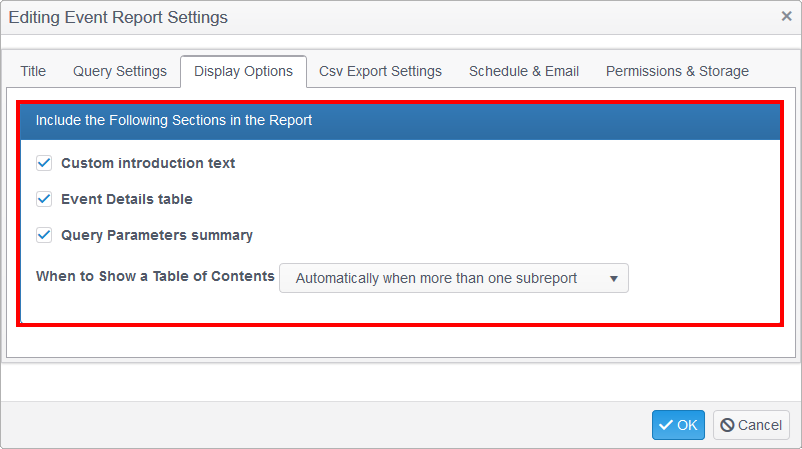 Editing Event Report Settings
Title Query Settings Display Options Csv Export Settings Schedule & Email Permissions & Storage
Include the Following Sections in the Report
Custom introduction text
Event Details table
Query Parameters summary
When to Show a Table of Contents Automatically when more than one subreport
OK Cancel